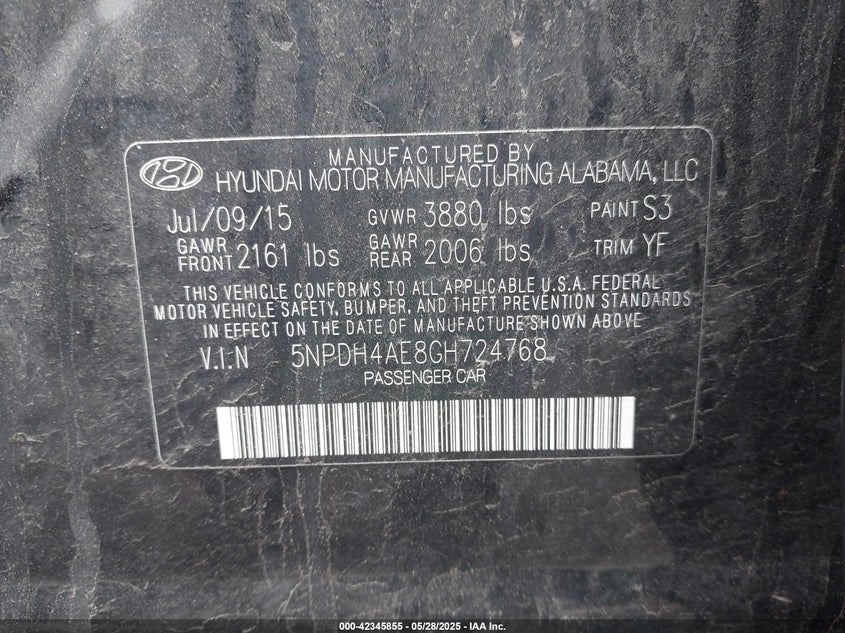 MANUFACTURED BY
HYUNDAI MOTOR MANUFACTURING ALABAMA, LLC
Jul/09/15 GVWR 3880 lbs PAINT S3
GAWR FRONT 2161 lbs GAWR REAR 2006 lbs TRIM YF
THIS VEHICLE CONFORMS TO ALL APPLICABLE U.S.A. FEDERAL
MOTOR VEHICLE SAFETY, BUMPER, AND THEFT PREVENTION STANDARDS
IN EFFECT ON THE DATE OF MANUFACTURE SHOWN ABOVE
V.I.N 5NPDH4AE8GH724768
PASSENGER CAR
000-42345855 - 05/28/2025 - IAA Inc.